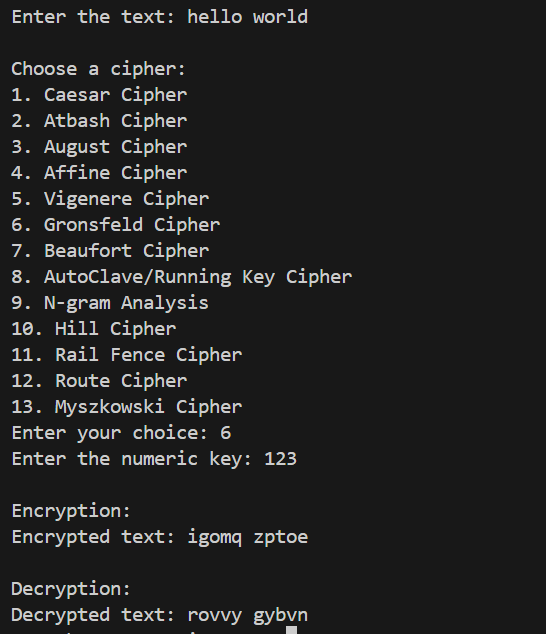 Enter the text: hello world
Choose a cipher:
1. Caesar Cipher
2. Atbash Cipher
3. August Cipher
4. Affine Cipher
5. Vigenere Cipher
6. Gronsfeld Cipher
7. Beaufort Cipher
8. AutoClave/Running Key Cipher
9. N-gram Analysis
10. Hill Cipher
11. Rail Fence Cipher
12. Route Cipher
13. Myszkowski Cipher
Enter your choice: 6
Enter the numeric key: 123
Encryption:
Encrypted text: igomq zptoe
Decryption:
Decrypted text: rovvy gybvn